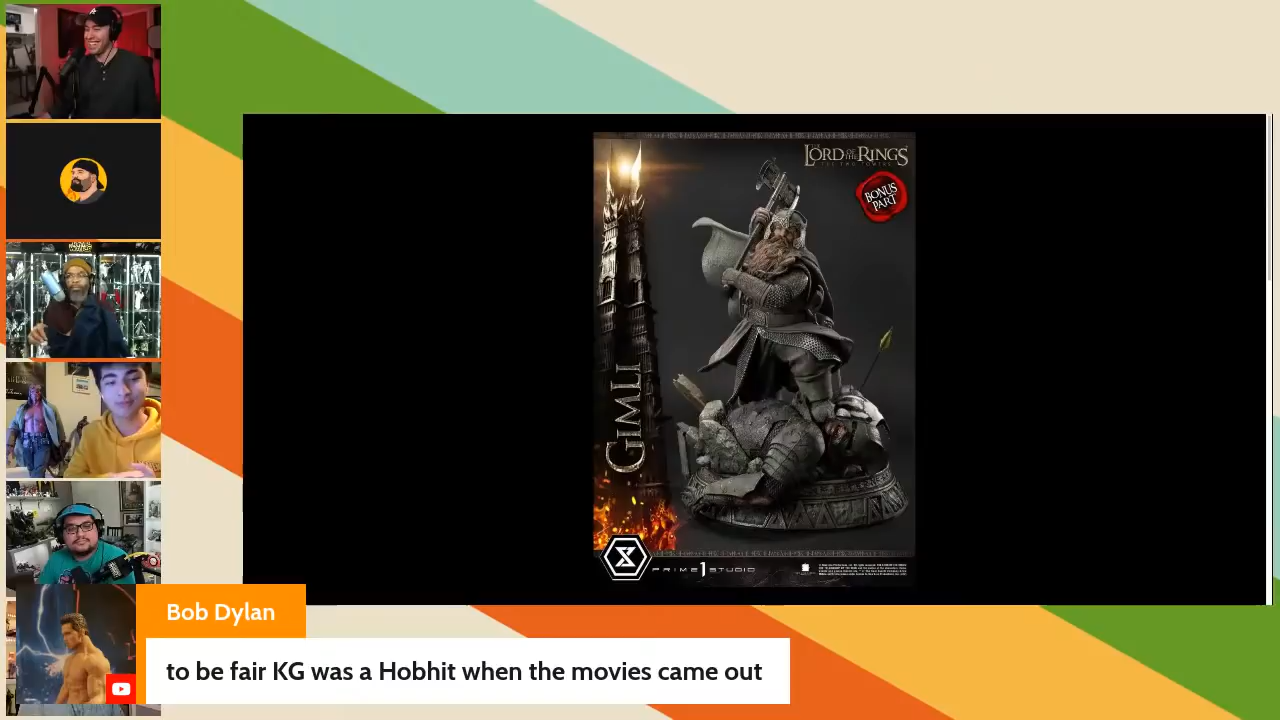 THE
LORD OF THE RINGS
THE TWO TOWERS
BONUS
PART
GIMLI
PRIME 1 STUDIO
Bob Dylan
to be fair KG was a Hobhit when the movies came out